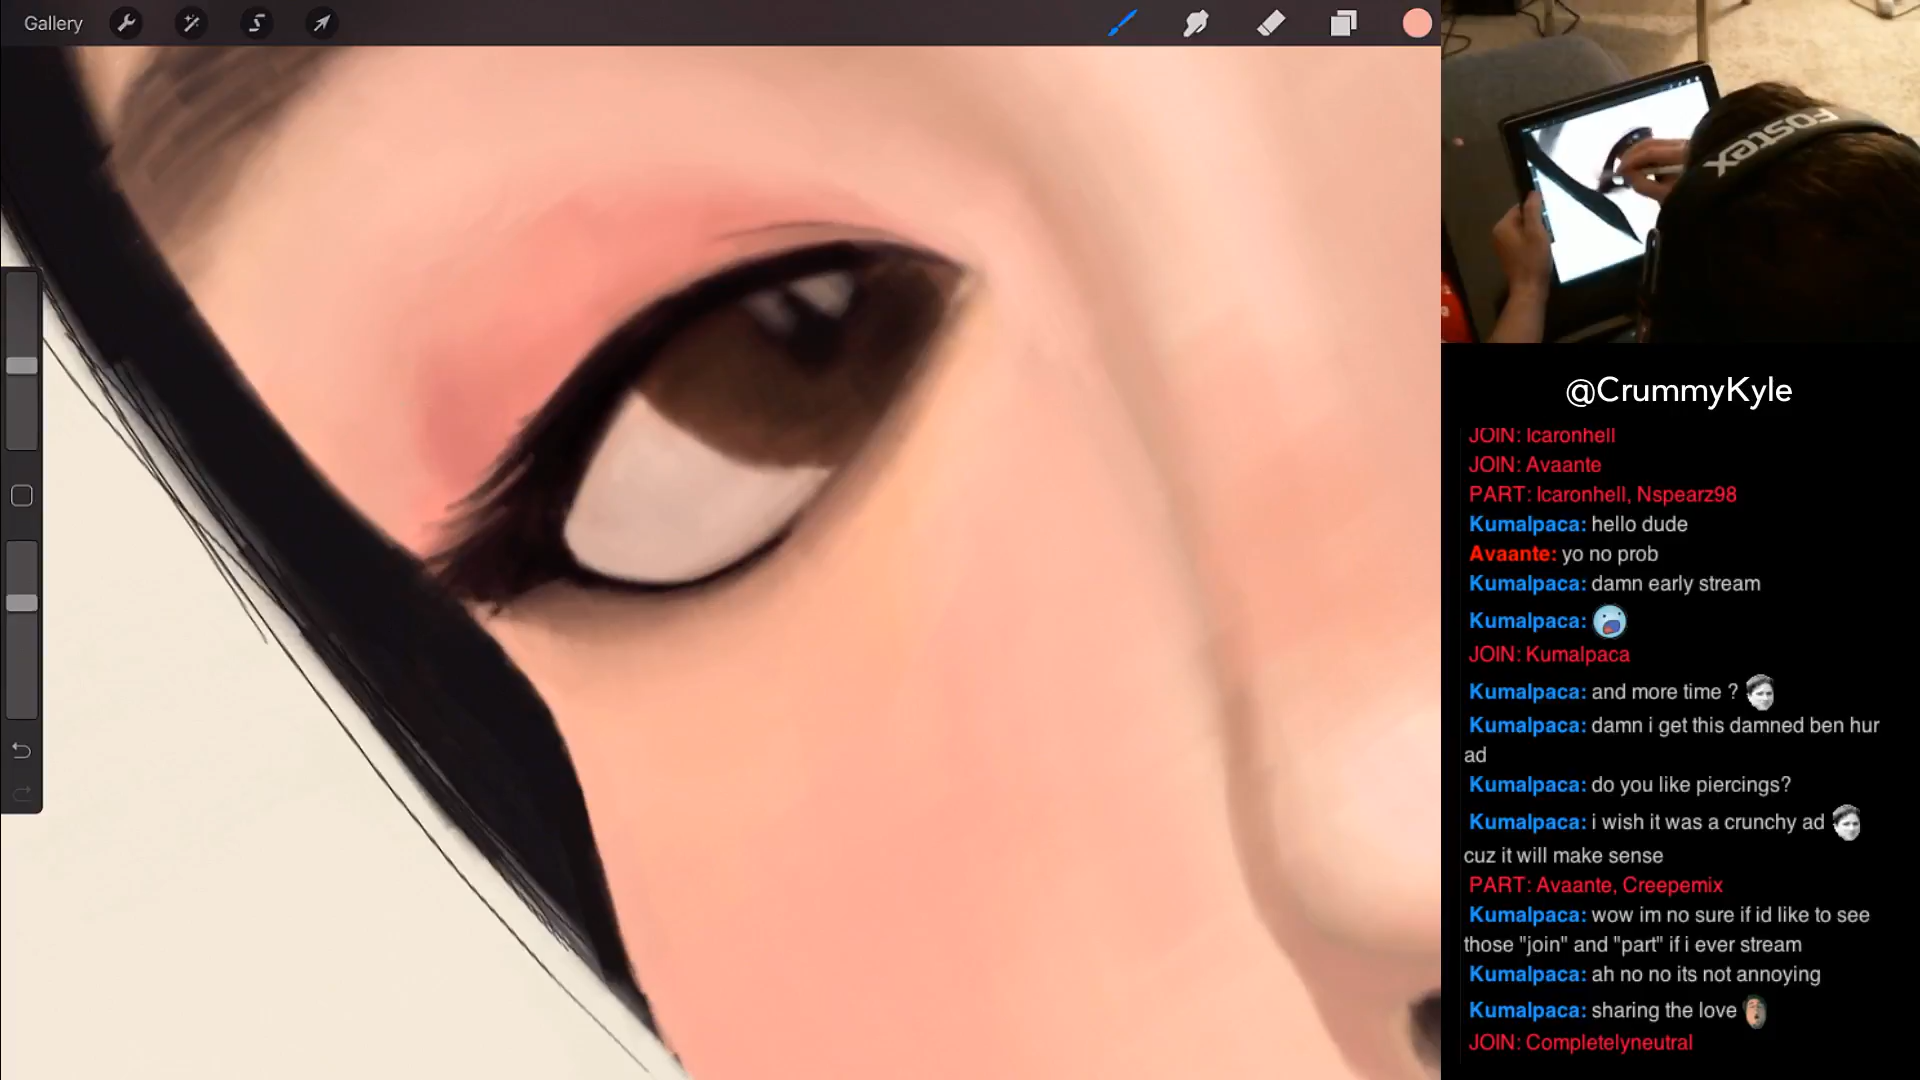 Gallery
FOSTEX
@CrummyKyle
JOIN: Icaronhell
JOIN: Avaante
PART: Icaronhell, Nspearz98
Kumalpaca: hello dude
Avaante: yo no prob
Kumalpaca: damn early stream
Kumalpaca:
JOIN: Kumalpaca
Kumalpaca: and more time ?
Kumalpaca: damn i get this damned ben hur
ad
Kumalpaca: do you like piercings?
Kumalpaca: i wish it was a crunchy ad
cuz it will make sense
PART: Avaante, Creepemix
Kumalpaca: wow im no sure if id like to see
those "join" and "part" if i ever stream
Kumalpaca: ah no no its not annoying
Kumalpaca: sharing the love
JOIN: Completelyneutral